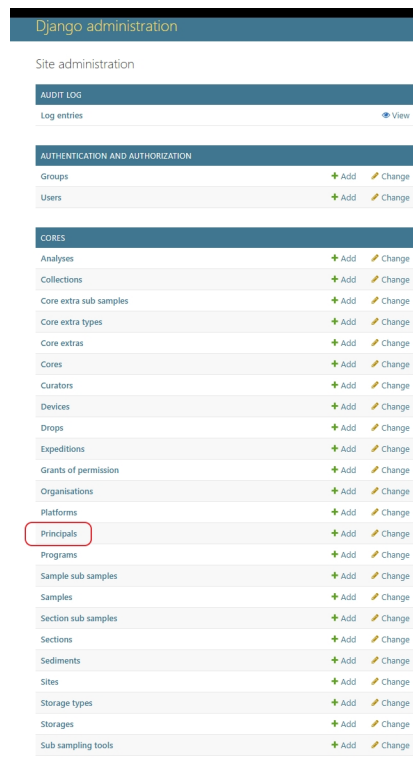 Django administration
Site administration
AUDIT LOG
Log entries View
AUTHENTICATION AND AUTHORIZATION
Groups + Add Change
Users + Add Change
CORES
Analyses + Add Change
Collections + Add Change
Core extra sub samples + Add Change
Core extra types + Add Change
Core extras + Add Change
Cores + Add Change
Curators + Add Change
Devices + Add Change
Drops + Add Change
Expeditions + Add Change
Grants of permission + Add Change
Organisations + Add Change
Platforms + Add Change
Principals + Add Change
Programs + Add Change
Sample sub samples + Add Change
Samples + Add Change
Section sub samples + Add Change
Sections + Add Change
Sediments + Add Change
Sites + Add Change
Storage types + Add Change
Storages + Add Change
Sub sampling tools + Add Change